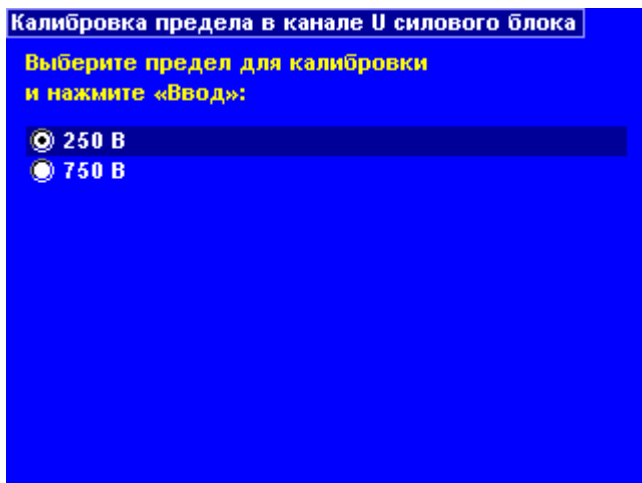 Калибровка предела в канале U силового блока
Выберите предел для калибровки
и нажмите «Ввод»:
250 В
750 В